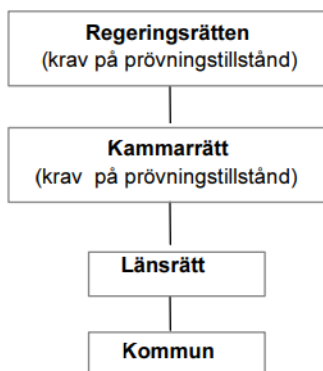 Regeringsrätten
(krav på prövningstillstånd)
Kammarrätt
(krav på prövningstillstånd)
Länsrätt
Kommun